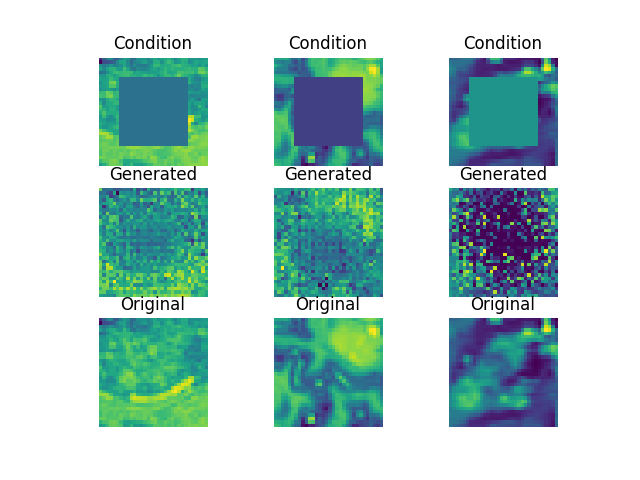 Condition Condition Condition
Generated Generated Generated
Original Original Original